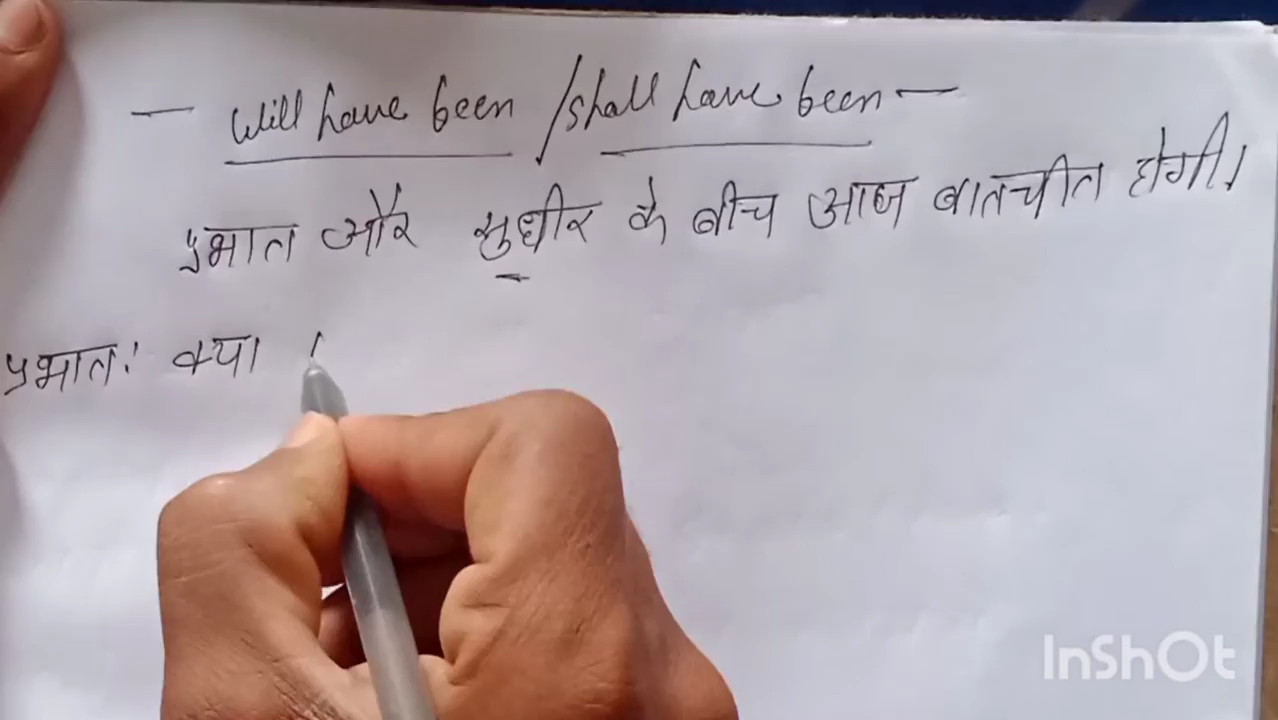 — Will have been / shall have been —
प्रभात और सुधीर के बीच आज बातचीत होगी।
प्रभात: क्या
InShOt